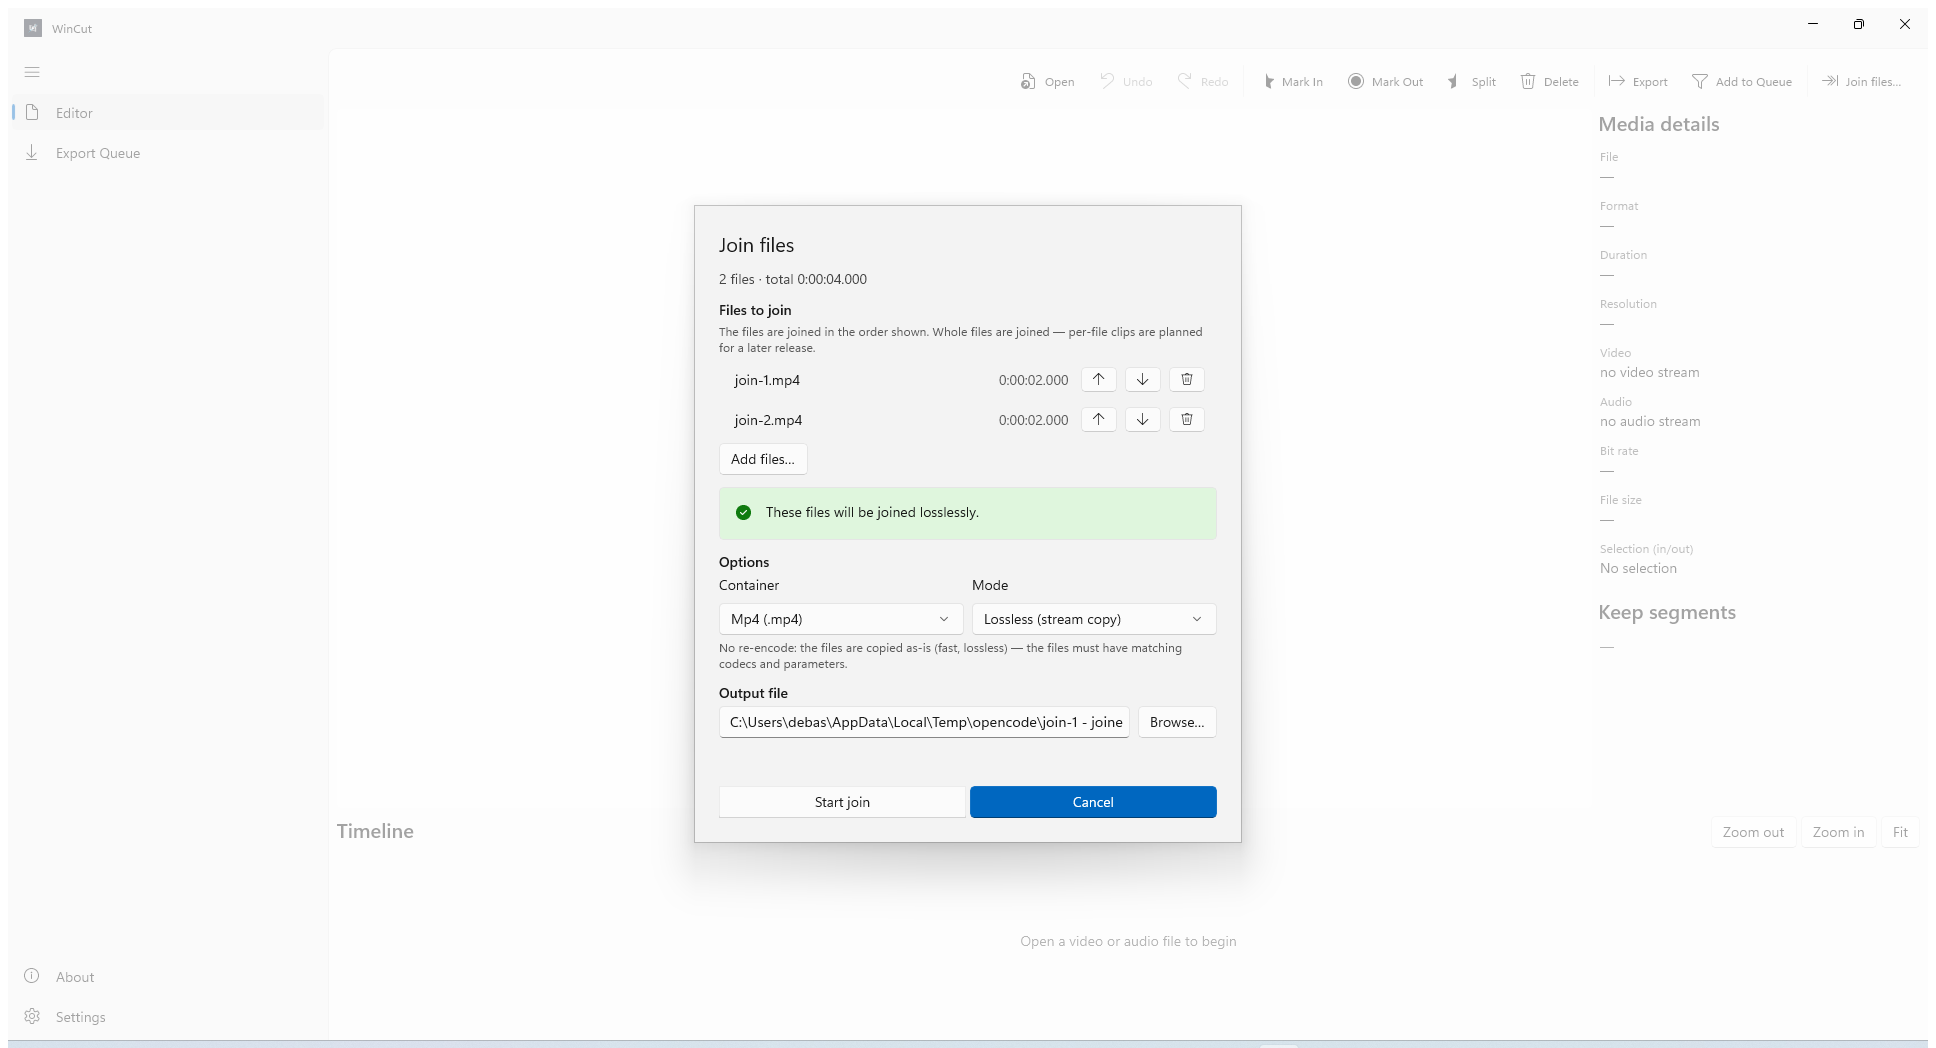 WinCut
Open
Undo
Redo
Mark In
Mark Out
Split
Delete
Export
Add to Queue
Join files...
Editor
Export Queue
About
Settings
Join files
2 files · total 0:00:04.000
Files to join
The files are joined in the order shown. Whole files are joined — per-file clips are planned
for a later release.
join-1.mp4 0:00:02.000
join-2.mp4 0:00:02.000
Add files...
These files will be joined losslessly.
Options
Container Mode
Mp4 (.mp4) Lossless (stream copy)
No re-encode: the files are copied as-is (fast, lossless) — the files must have matching
codecs and parameters.
Output file
C:\Users\debas\AppData\Local\Temp\opencode\join-1 - joine Browse...
Start join Cancel
Media details
File
—
Format
—
Duration
—
Resolution
—
Video
no video stream
Audio
no audio stream
Bit rate
—
File size
—
Selection (in/out)
No selection
Keep segments
—
Timeline
Zoom out Zoom in Fit
Open a video or audio file to begin